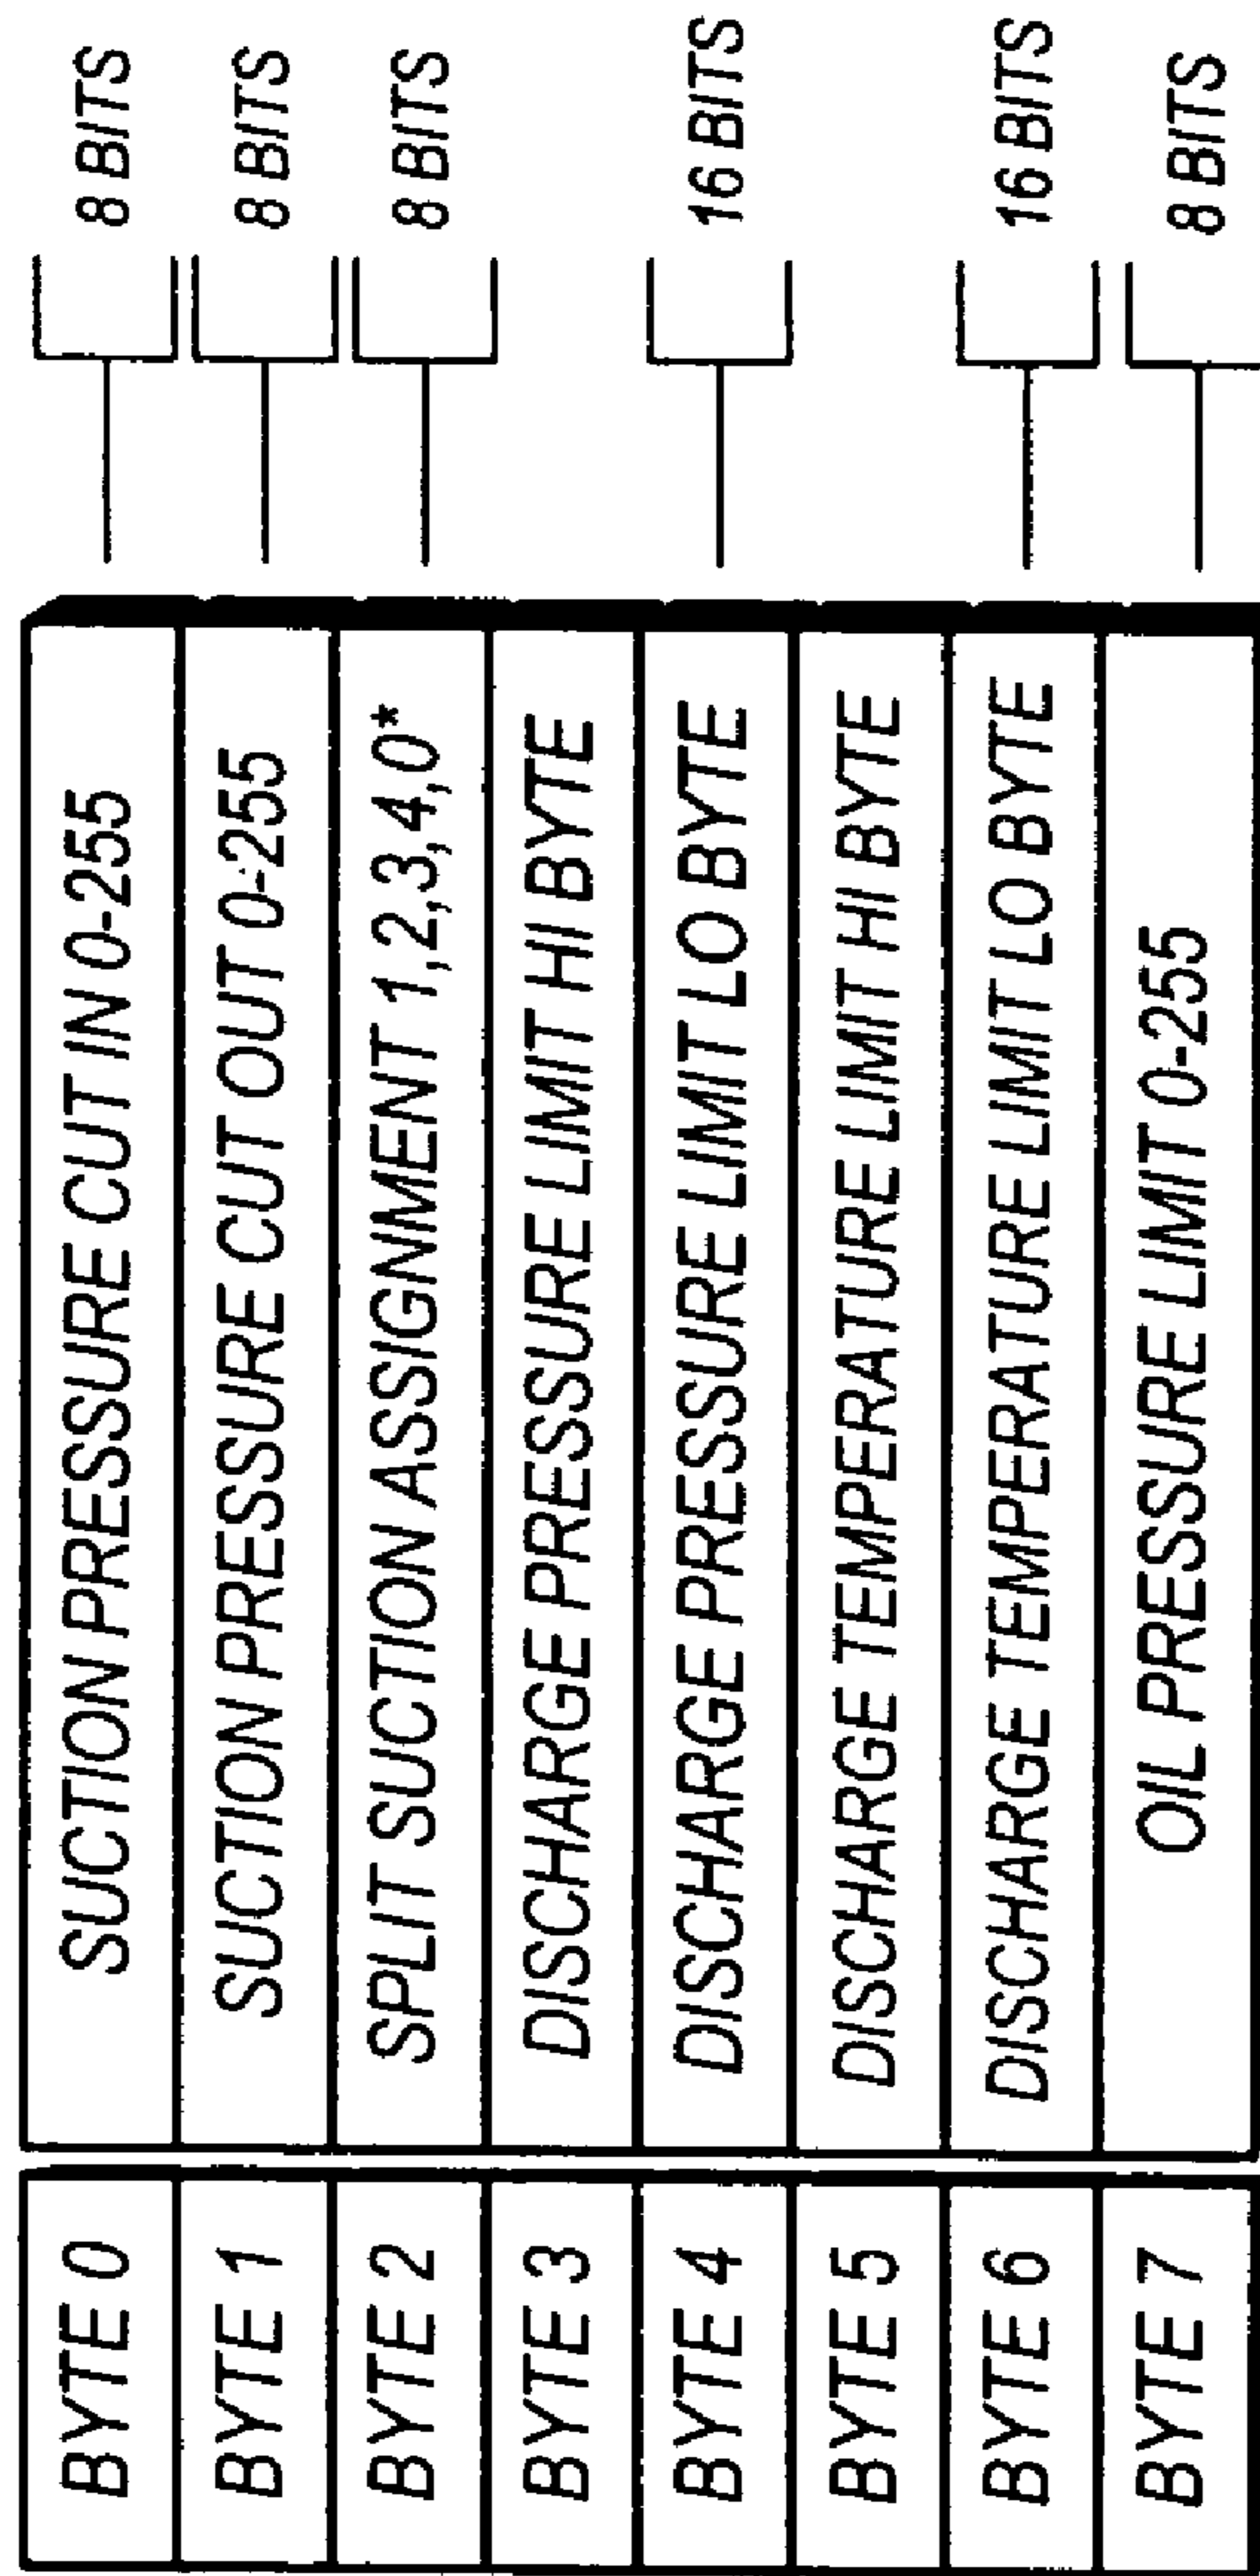 BYTE 0 SUCTION PRESSURE CUT IN 0-255 8 BITS
BYTE 1 SUCTION PRESSURE CUT OUT 0-255 8 BITS
BYTE 2 SPLIT SUCTION ASSIGNMENT 1,2,3,4,0* 8 BITS
BYTE 3 DISCHARGE PRESSURE LIMIT HI BYTE
BYTE 4 DISCHARGE PRESSURE LIMIT LO BYTE 16 BITS
BYTE 5 DISCHARGE TEMPERATURE LIMIT HI BYTE
BYTE 6 DISCHARGE TEMPERATURE LIMIT LO BYTE 16 BITS
BYTE 7 OIL PRESSURE LIMIT 0-255 8 BITS